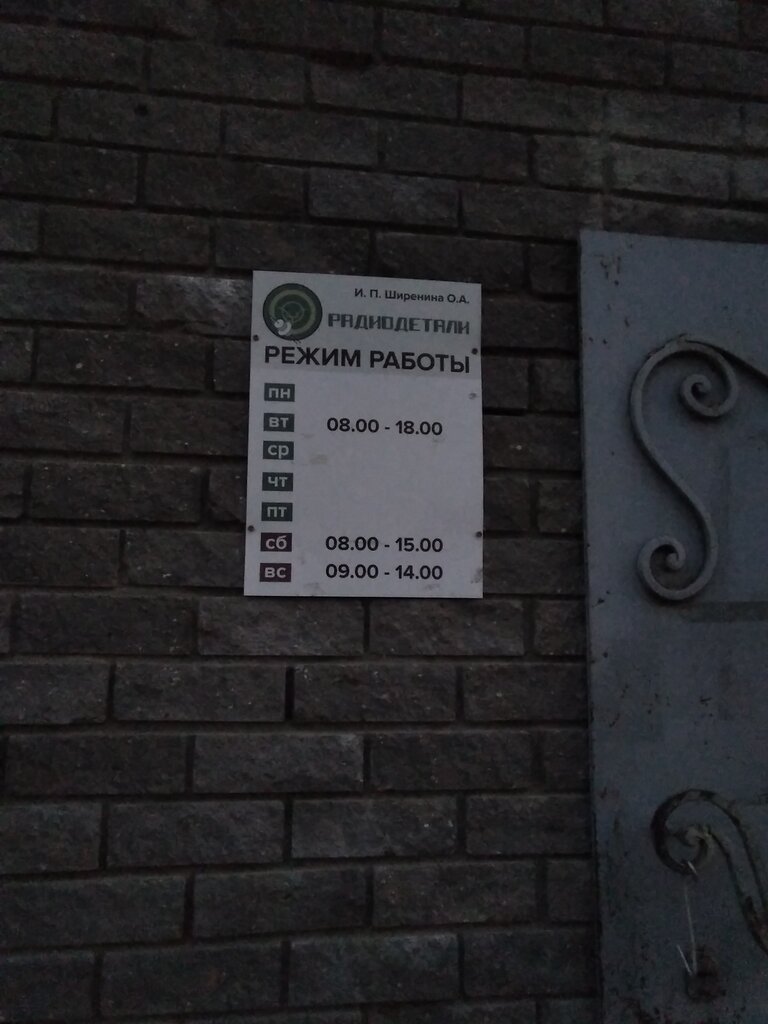 И. П. Ширенина О.А.
РАДИОДЕТАЛИ
РЕЖИМ РАБОТЫ
пн
вт 08.00 - 18.00
ср
чт
пт
сб 08.00 - 15.00
вс 09.00 - 14.00